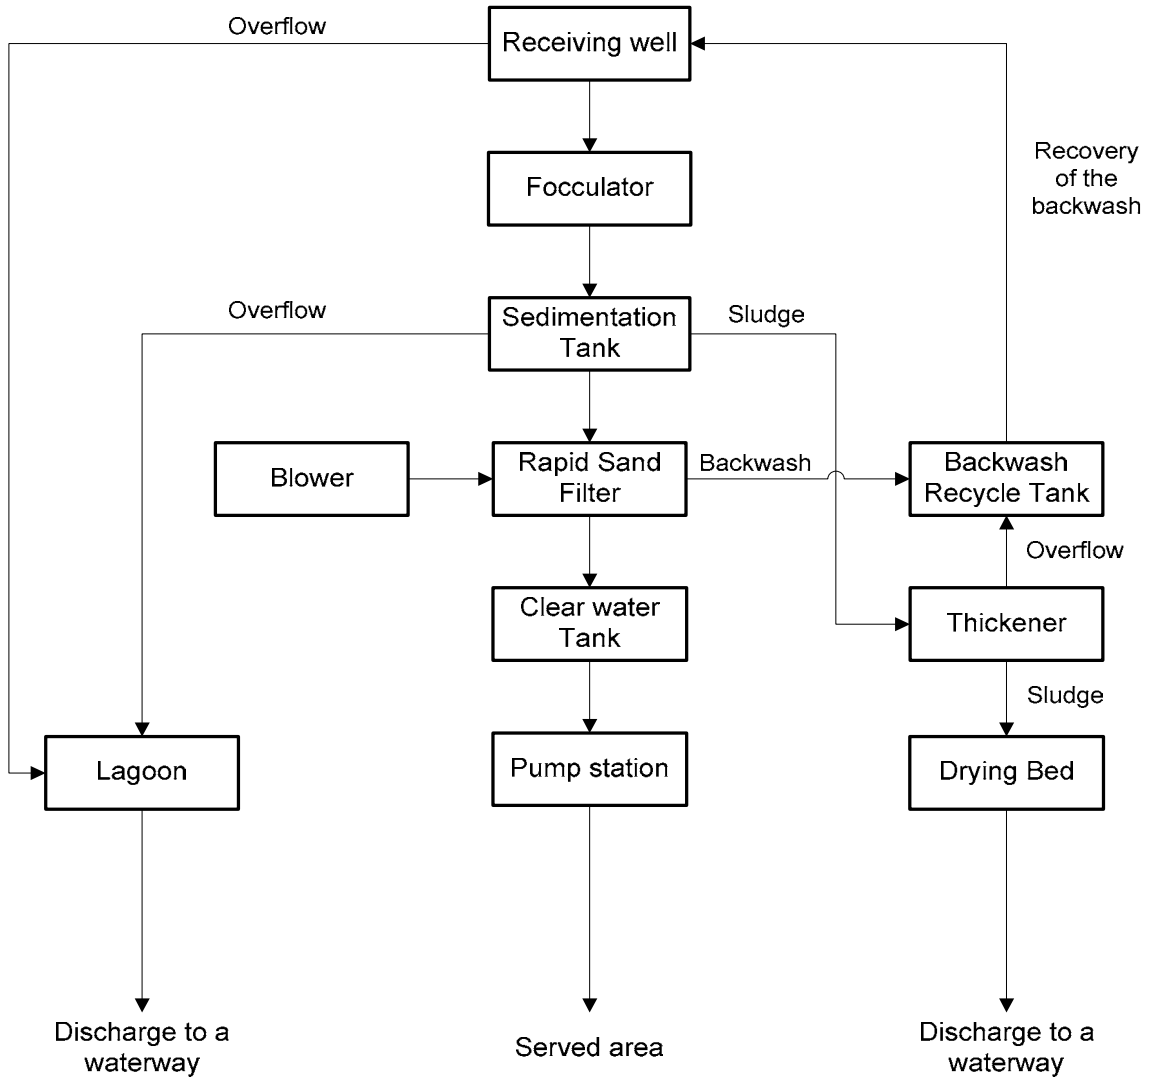 Overflow
Receiving well
Recovery
of the
backwash
Focculator
Overflow
Sedimentation
Tank
Sludge
Blower
Rapid Sand
Filter
Backwash
Backwash
Recycle Tank
Overflow
Clear water
Tank
Thickener
Sludge
Lagoon
Pump station
Drying Bed
Discharge to a
waterway
Served area
Discharge to a
waterway